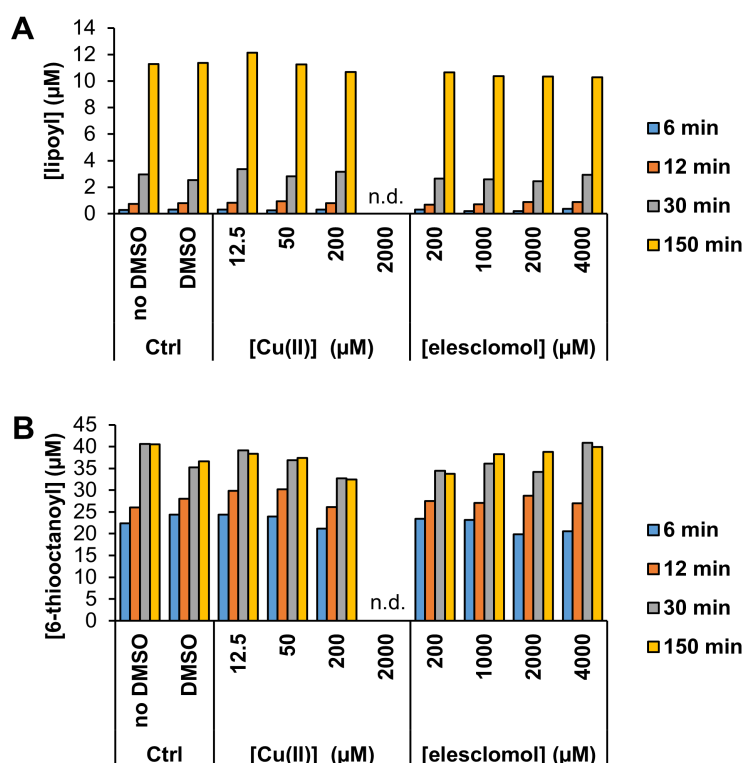 A
[lipoyl] (µM)
14
12
10
8
6
4
2
0
n.d.
6 min
12 min
30 min
150 min
no DMSO
DMSO
12.5
50
200
2000
200
1000
2000
4000
Ctrl
[Cu(II)] (µM)
[elesclomol] (µM)
B
[6-thiooctanoyl] (µM)
45
40
35
30
25
20
15
10
5
0
n.d.
6 min
12 min
30 min
150 min
no DMSO
DMSO
12.5
50
200
2000
200
1000
2000
4000
Ctrl
[Cu(II)] (µM)
[elesclomol] (µM)